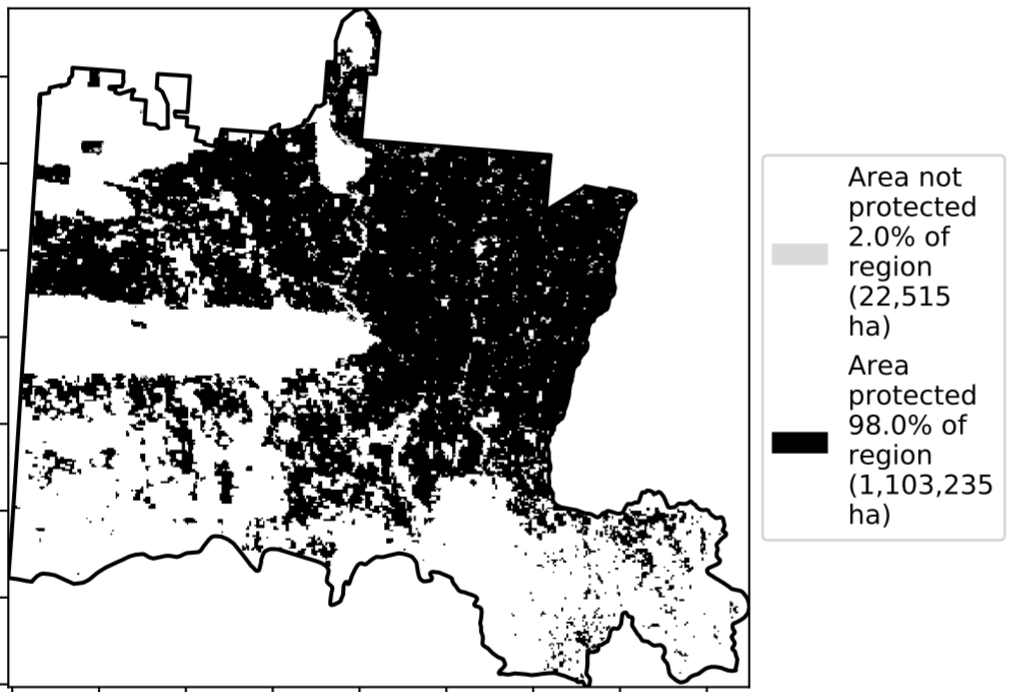 Area not
protected
2.0% of
region
(22,515
ha)
Area
protected
98.0% of
region
(1,103,235
ha)